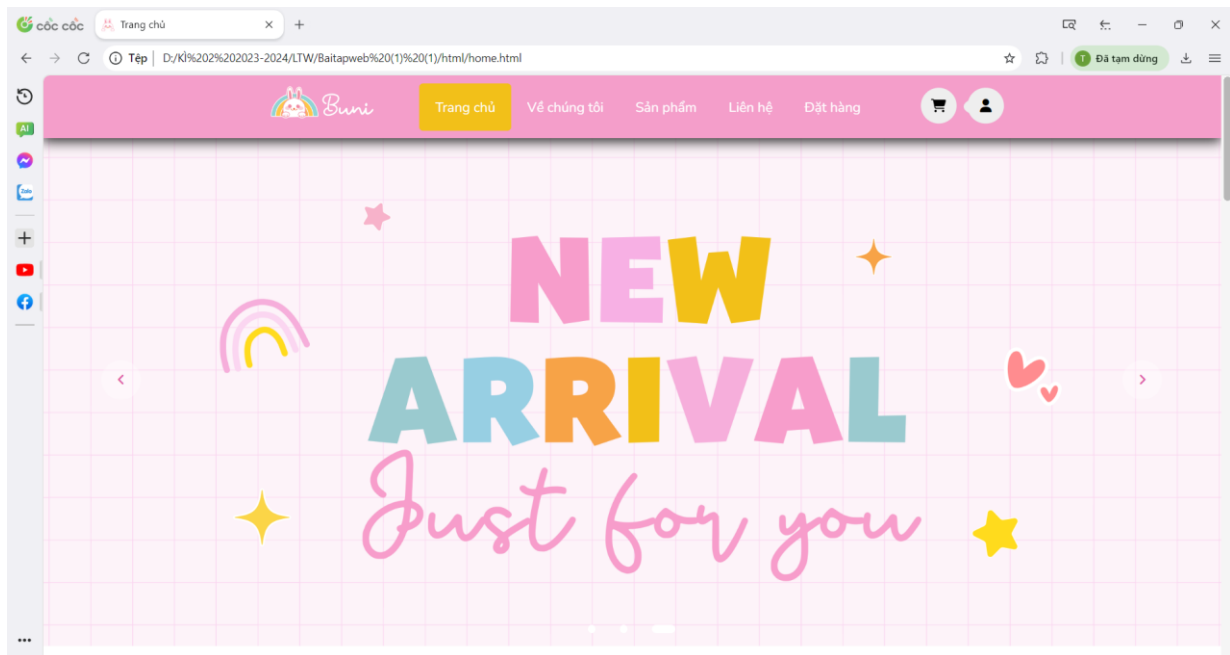 cốc cốc
Trang chủ
Tệp
D:/Kì%202%202023-2024/LTW/Baitapweb%20(1)%20(1)/html/home.html
T
Đã tạm dừng
AI
Zalo
Buni
Trang chủ
Về chúng tôi
Sản phẩm
Liên hệ
Đặt hàng
NEW
ARRIVAL
Just for you